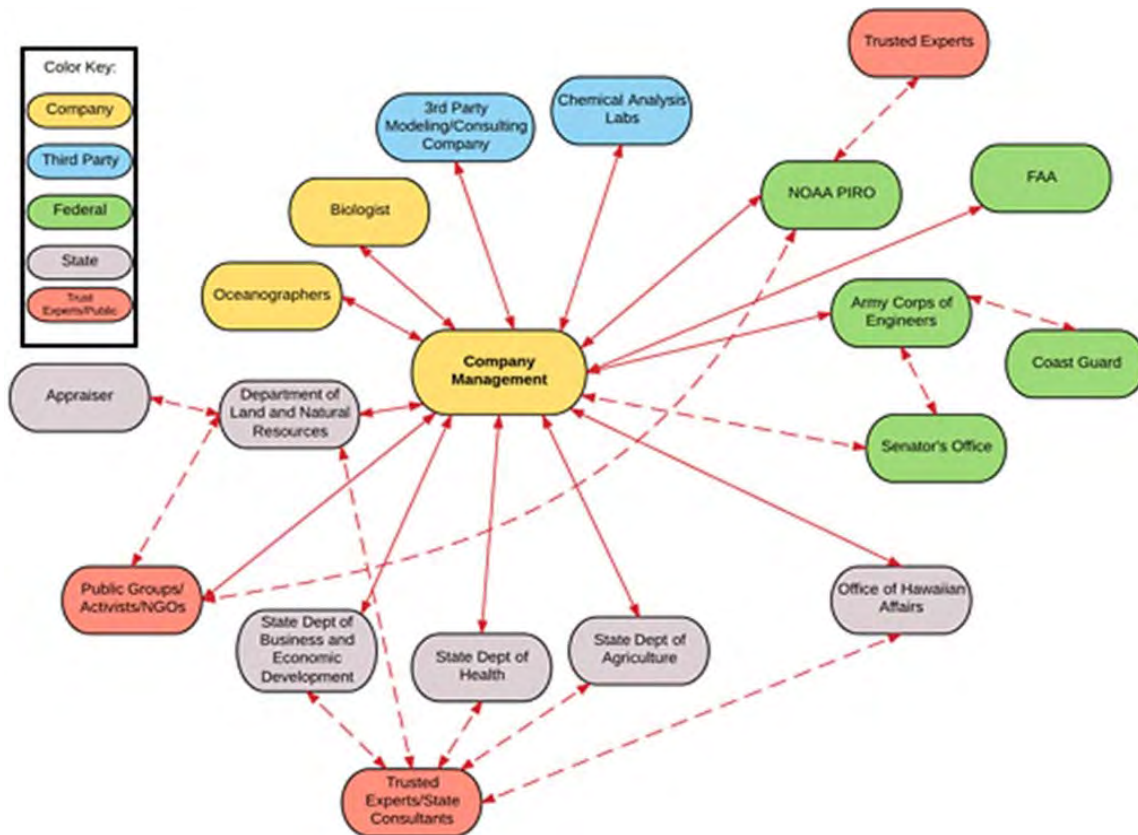 Color Key:
Company
Third Party
Federal
State
Trust
Experts/Public
Trusted Experts
3rd Party
Modeling/Consulting
Company
Chemical Analysis
Labs
NOAA PIRO
FAA
Biologist
Oceanographers
Army Corps of
Engineers
Coast Guard
Company
Management
Appraiser
Department of
Land and Natural
Resources
Senator's Office
Public Groups/
Activists/NGOs
State Dept of
Business and
Economic
Development
State Dept of
Health
State Dept of
Agriculture
Office of Hawaiian
Affairs
Trusted
Experts/State
Consultants